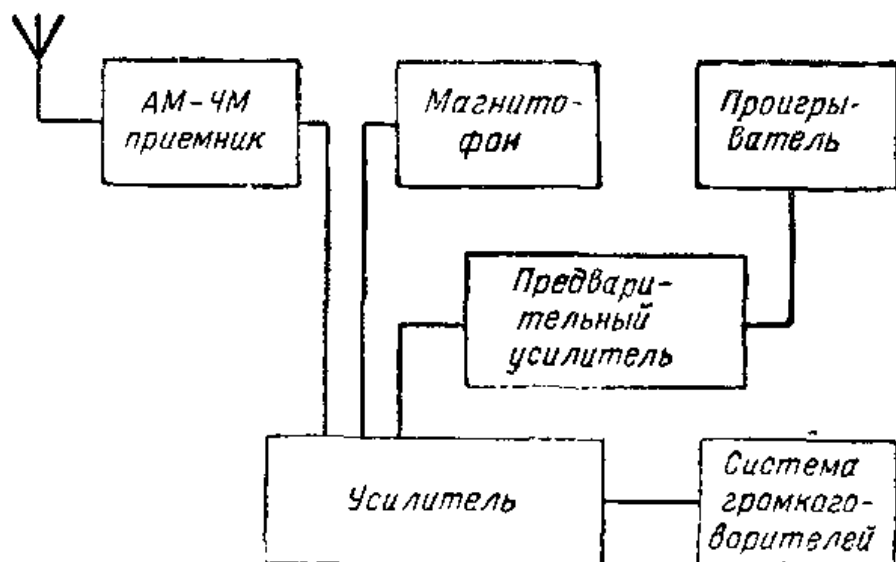 АМ-ЧМ
приемник
Магнито-
фон
Проигры-
ватель
Предвари-
тельный
усилитель
Усилитель
Система
громкого-
ворителей